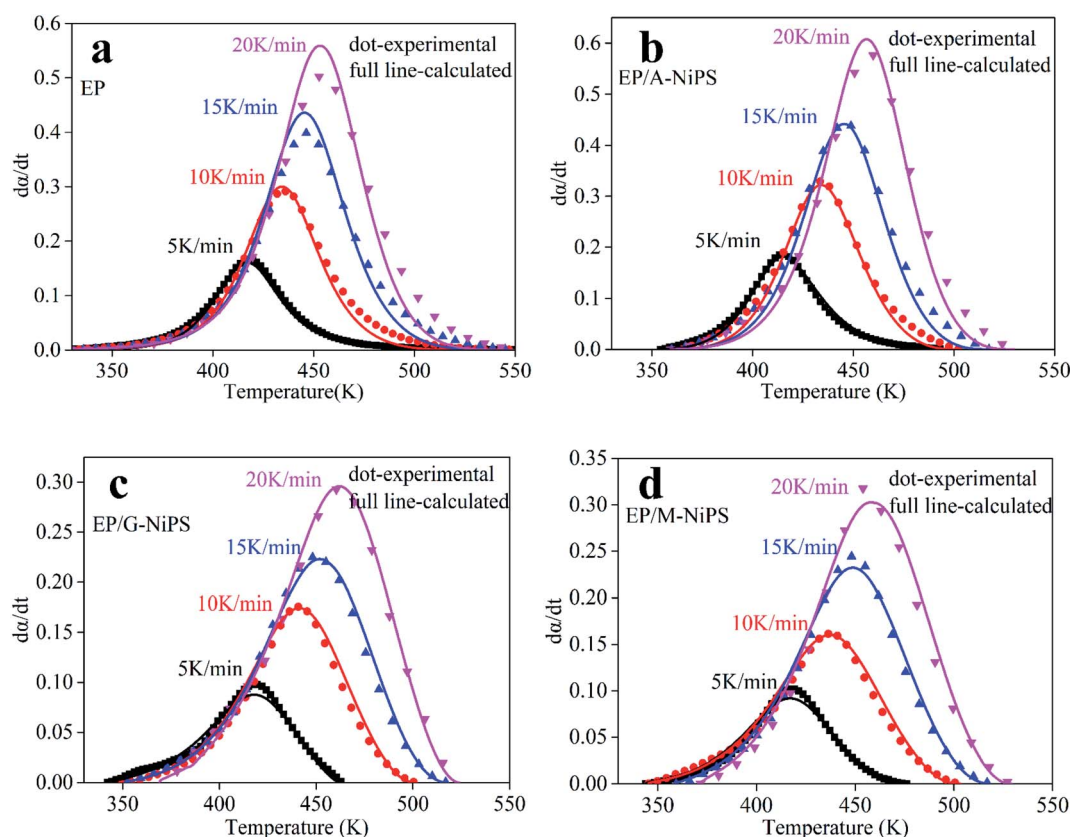 a
EP
20K/min
dot-experimental
full line-calculated
15K/min
10K/min
5K/min
dα/dt
0.6
0.5
0.4
0.3
0.2
0.1
0.0
350
400
450
500
550
Temperature(K)
b
EP/A-NiPS
20K/min
dot-experimental
full line-calculated
15K/min
10K/min
5K/min
dα/dt
0.6
0.5
0.4
0.3
0.2
0.1
0.0
350
400
450
500
550
Temperature (K)
c
EP/G-NiPS
20K/min
dot-experimental
full line-calculated
15K/min
10K/min
5K/min
dα/dt
0.30
0.25
0.20
0.15
0.10
0.05
0.00
350
400
450
500
550
Temperature (K)
d
EP/M-NiPS
20K/min
dot-experimental
full line-calculated
15K/min
10K/min
5K/min
dα/dt
0.35
0.30
0.25
0.20
0.15
0.10
0.05
0.00
350
400
450
500
550
Temperature (K)